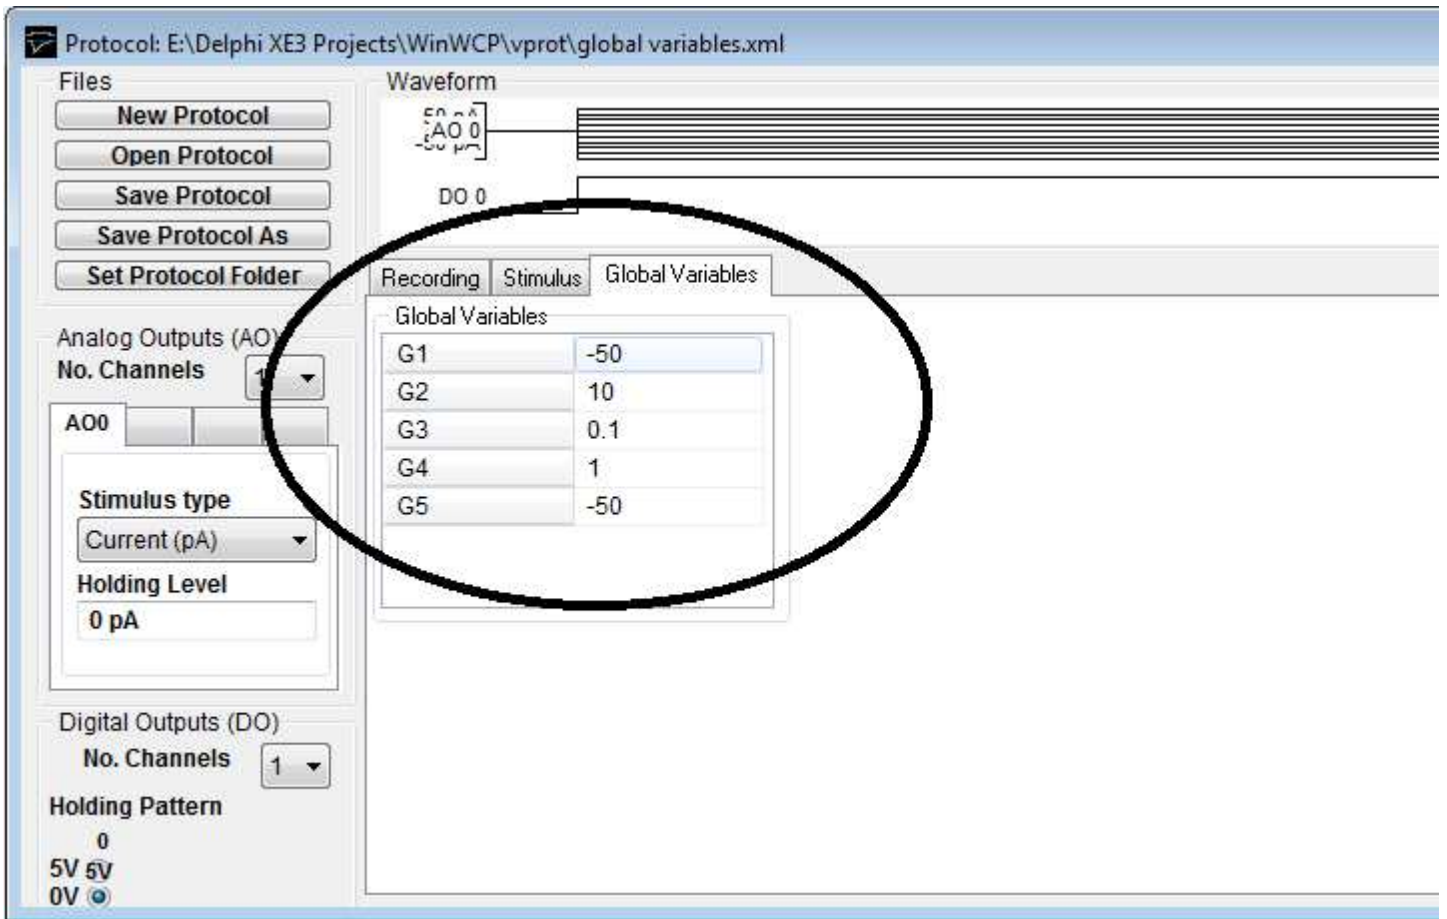 Protocol: E:\Delphi XE3 Projects\WinWCP\vprot\global variables.xml
Files
New Protocol
Open Protocol
Save Protocol
Save Protocol As
Set Protocol Folder
Waveform
AO 0
DO 0
Recording Stimulus Global Variables
Global Variables
G1 -50
G2 10
G3 0.1
G4 1
G5 -50
Analog Outputs (AO)
No. Channels
AO0
Stimulus type
Current (pA)
Holding Level
0 pA
Digital Outputs (DO)
No. Channels 1
Holding Pattern
0
5V 5V
0V